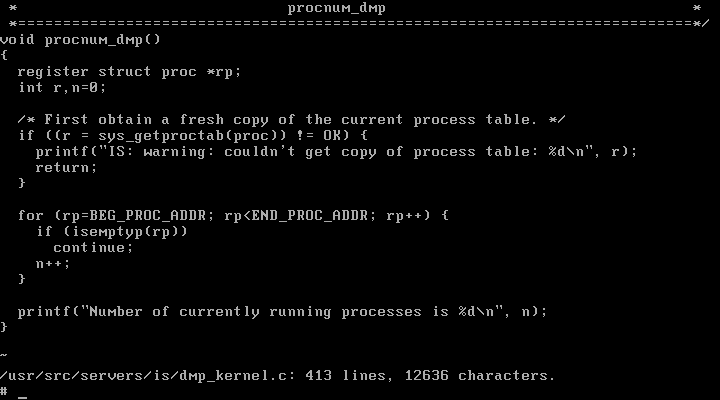 *                              procnum_dmp                                   *
 *===========================================================================*/
void procnum_dmp()
{
  register struct proc *rp;
  int r,n=0;

  /* First obtain a fresh copy of the current process table. */
  if ((r = sys_getproctab(proc)) != OK) {
    printf("IS: warning: couldn't get copy of process table: %d\n", r);
    return;
  }

  for (rp=BEG_PROC_ADDR; rp<END_PROC_ADDR; rp++) {
    if (isemptyp(rp))
      continue;
    n++;
  }

  printf("Number of currently running processes is %d\n", n);
}

~
/usr/src/servers/is/dmp_kernel.c: 413 lines, 12636 characters.
# _